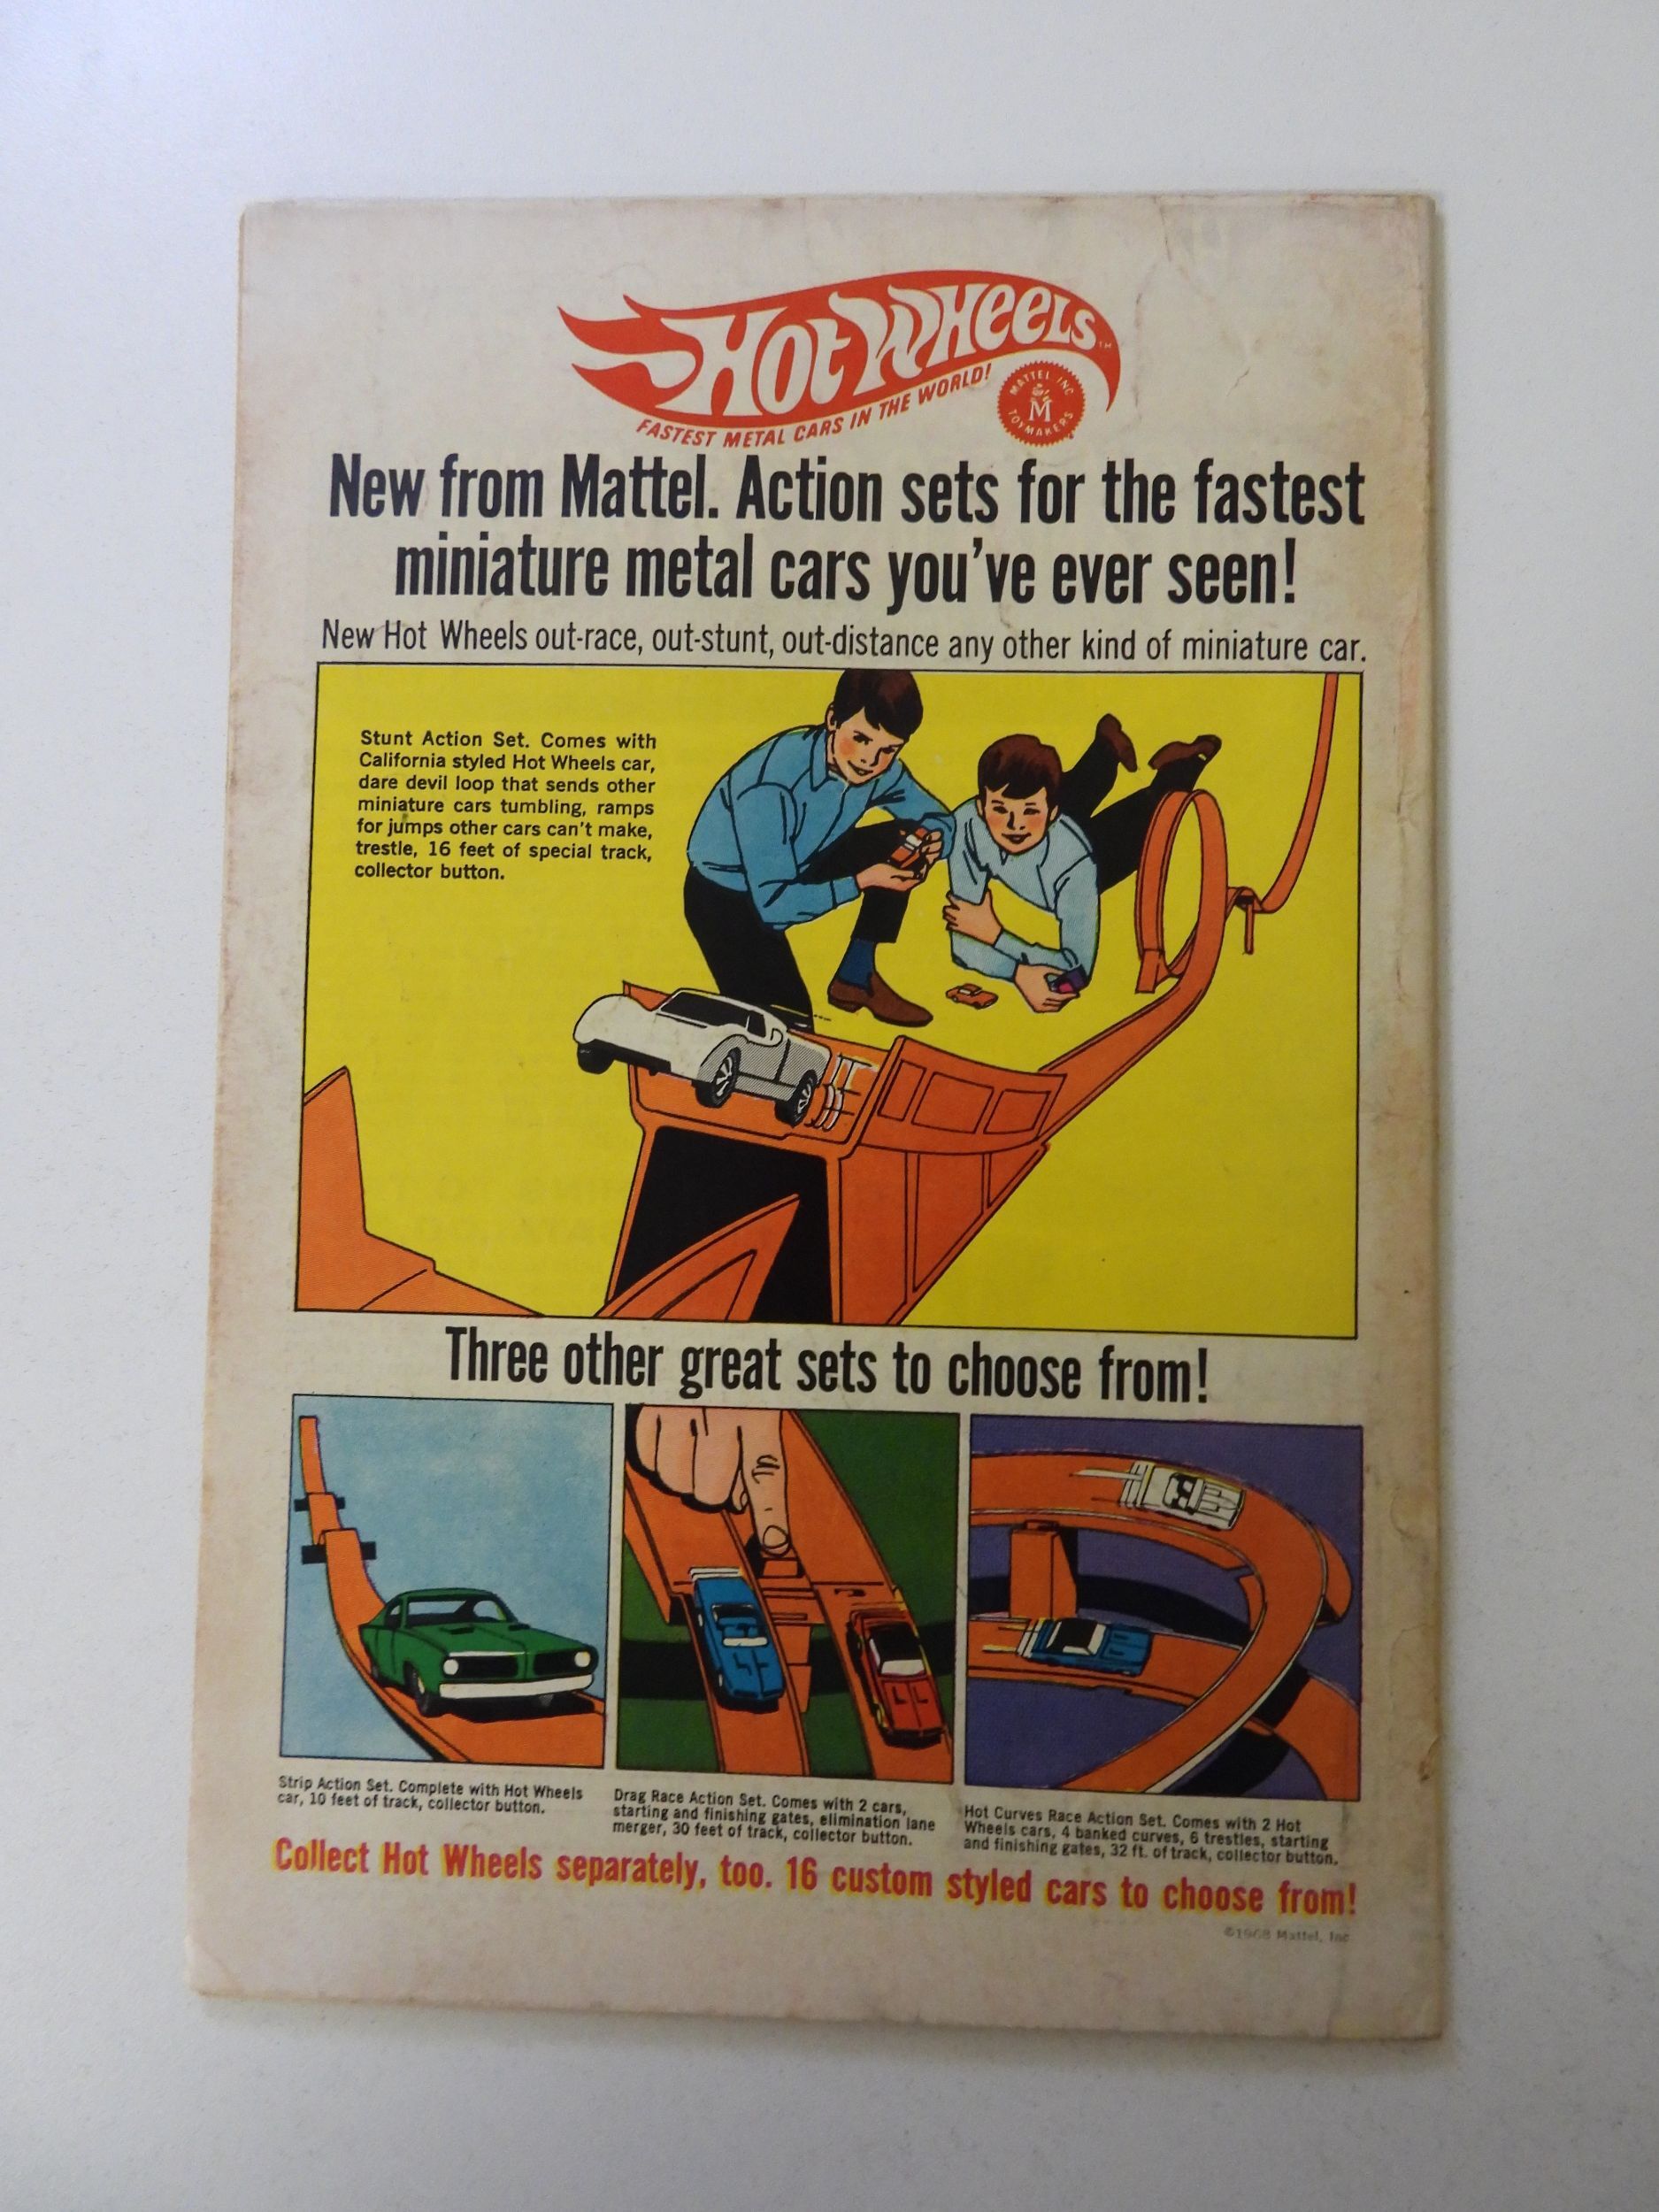 Hot Wheels™
FASTEST METAL CARS IN THE WORLD!
MATTEL INC
M
TOYMAKERS
New from Mattel. Action sets for the fastest
miniature metal cars you've ever seen!
New Hot Wheels out-race, out-stunt, out-distance any other kind of miniature car.
Stunt Action Set. Comes with
California styled Hot Wheels car,
dare devil loop that sends other
miniature cars tumbling, ramps
for jumps other cars can't make,
trestle, 16 feet of special track,
collector button.
Three other great sets to choose from!
Strip Action Set. Complete with Hot Wheels
car, 10 feet of track, collector button.
Drag Race Action Set. Comes with 2 cars,
starting and finishing gates, elimination lane
merger, 30 feet of track, collector button.
Hot Curves Race Action Set. Comes with 2 Hot
Wheels cars, 4 banked curves, 6 trestles, starting
and finishing gates, 32 ft. of track, collector button.
Collect Hot Wheels separately, too. 16 custom styled cars to choose from!
©1968 Mattel, Inc